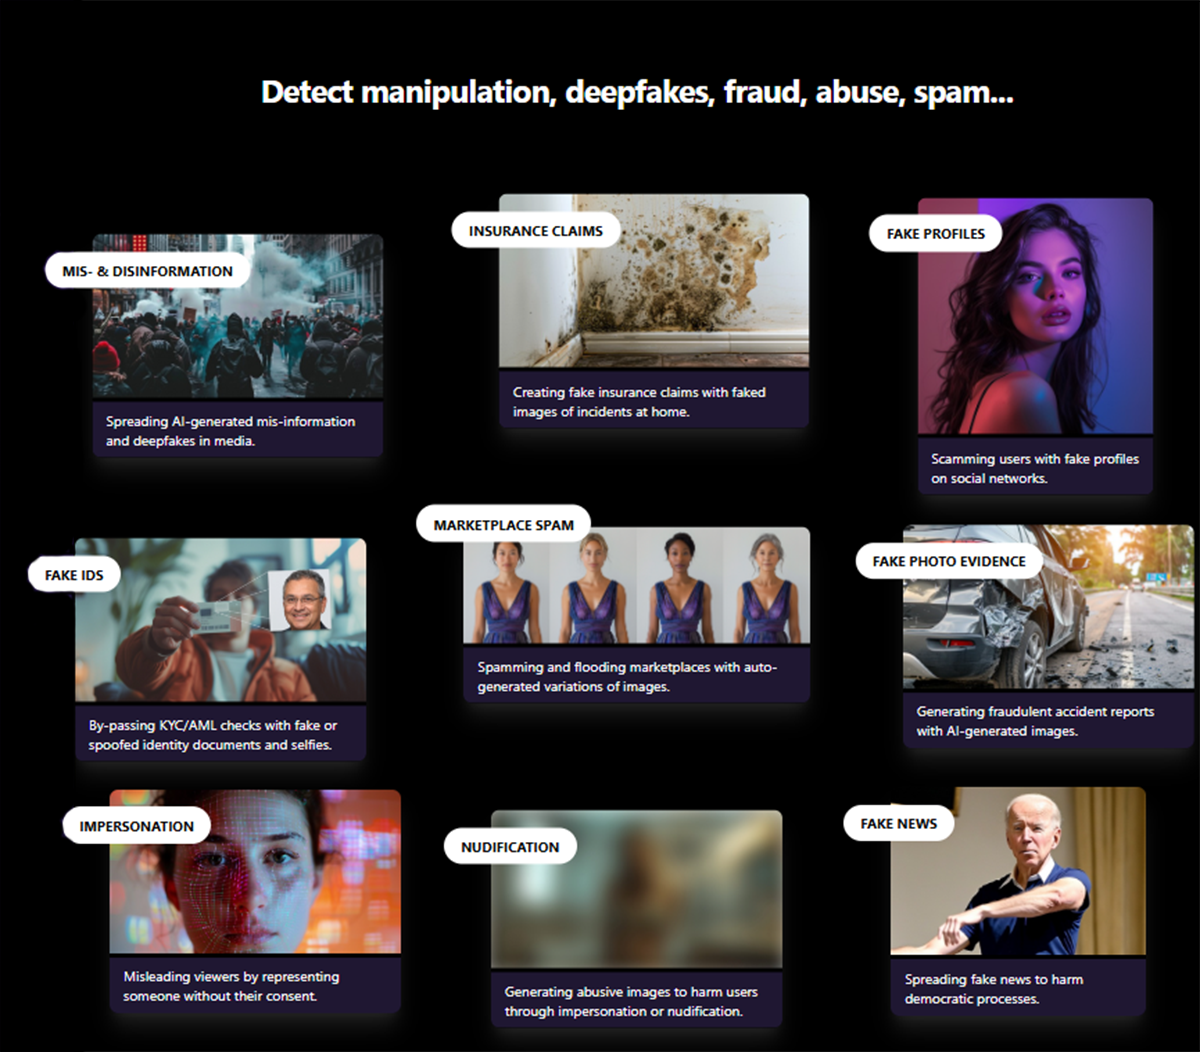 Detect manipulation, deepfakes, fraud, abuse, spam...
MIS- & DISINFORMATION
Spreading AI-generated mis-information
and deepfakes in media.
INSURANCE CLAIMS
Creating fake insurance claims with faked
images of incidents at home.
FAKE PROFILES
Scamming users with fake profiles
on social networks.
FAKE IDS
By-passing KYC/AML checks with fake or
spoofed identity documents and selfies.
MARKETPLACE SPAM
Spamming and flooding marketplaces with auto-
generated variations of images.
FAKE PHOTO EVIDENCE
Generating fraudulent accident reports
with AI-generated images.
IMPERSONATION
Misleading viewers by representing
someone without their consent.
NUDIFICATION
Generating abusive images to harm users
through impersonation or nudification.
FAKE NEWS
Spreading fake news to harm
democratic processes.